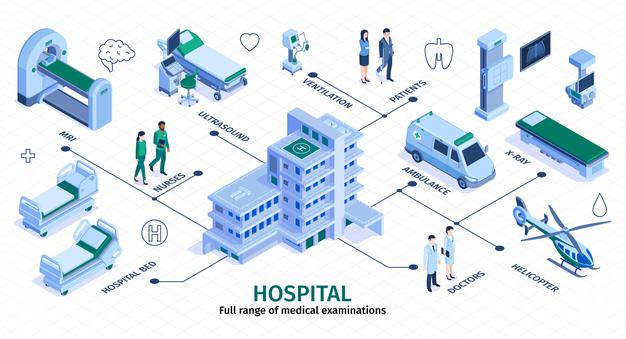 VENTILATION
PATIENTS
MRI
ULTRASOUND
NURSES
AMBULANCE
X-RAY
H
HOSPITAL BED
DOCTORS
HELICOPTER
H
HOSPITAL
Full range of medical examinations